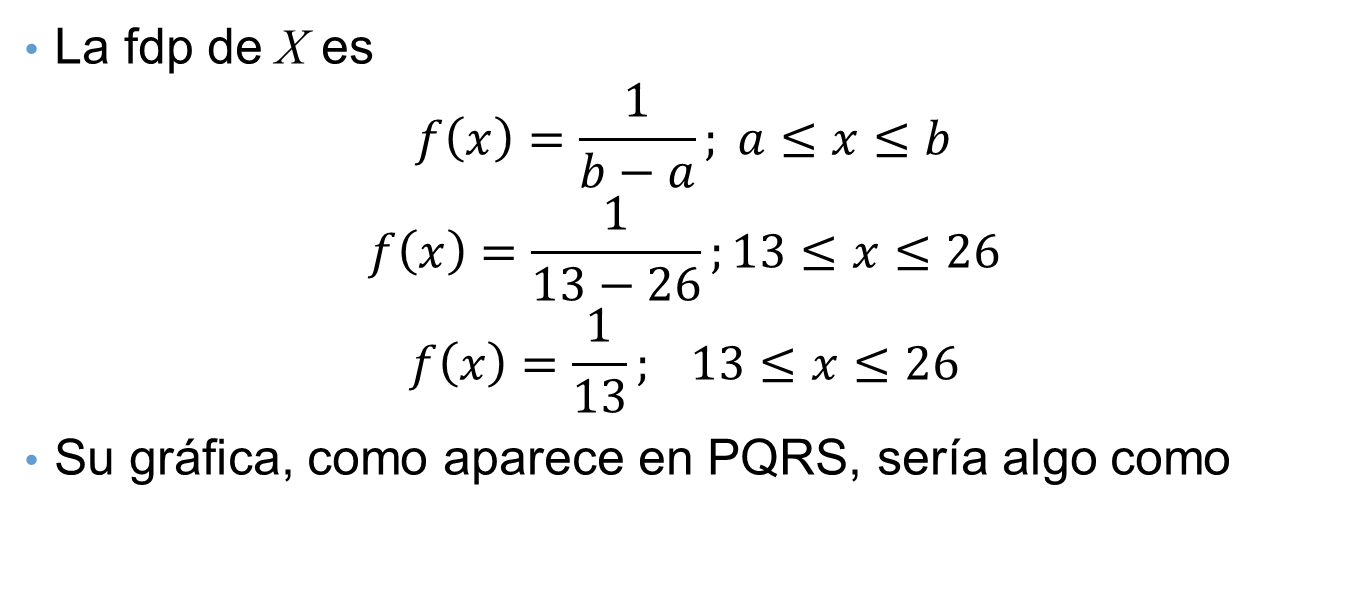 • La fdp de X es
f(x) = 1/(b − a); a ≤ x ≤ b
f(x) = 1/(13 − 26); 13 ≤ x ≤ 26
f(x) = 1/13; 13 ≤ x ≤ 26
• Su gráfica, como aparece en PQRS, sería algo como